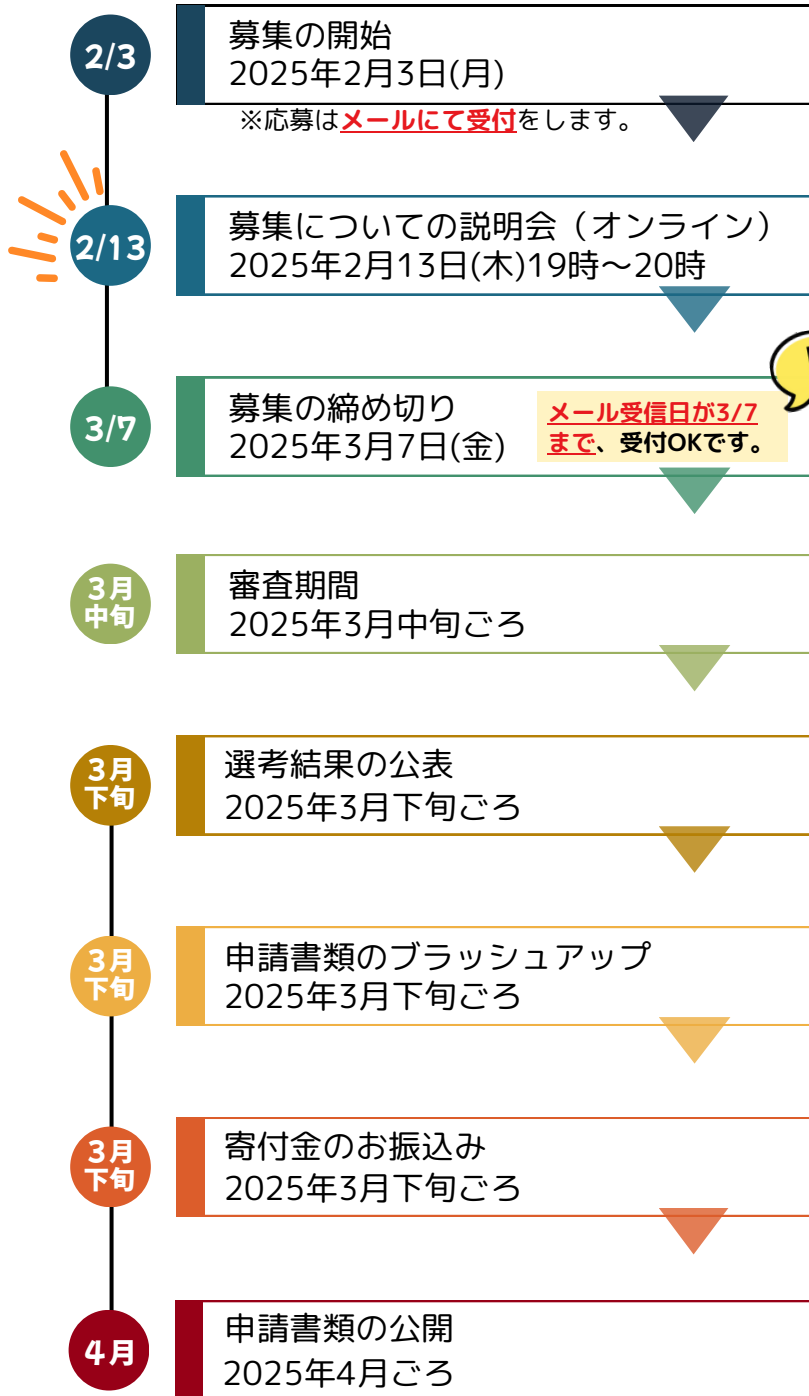 2/3
募集の開始
2025年2月3日(月)
※応募はメールにて受付をします。
2/13
募集についての説明会（オンライン）
2025年2月13日(木)19時～20時
3/7
募集の締め切り
2025年3月7日(金)
メール受信日が3/7
まで、受付OKです。
3月
中旬
審査期間
2025年3月中旬ごろ
3月
下旬
選考結果の公表
2025年3月下旬ごろ
3月
下旬
申請書類のブラッシュアップ
2025年3月下旬ごろ
3月
下旬
寄付金のお振込み
2025年3月下旬ごろ
4月
申請書類の公開
2025年4月ごろ